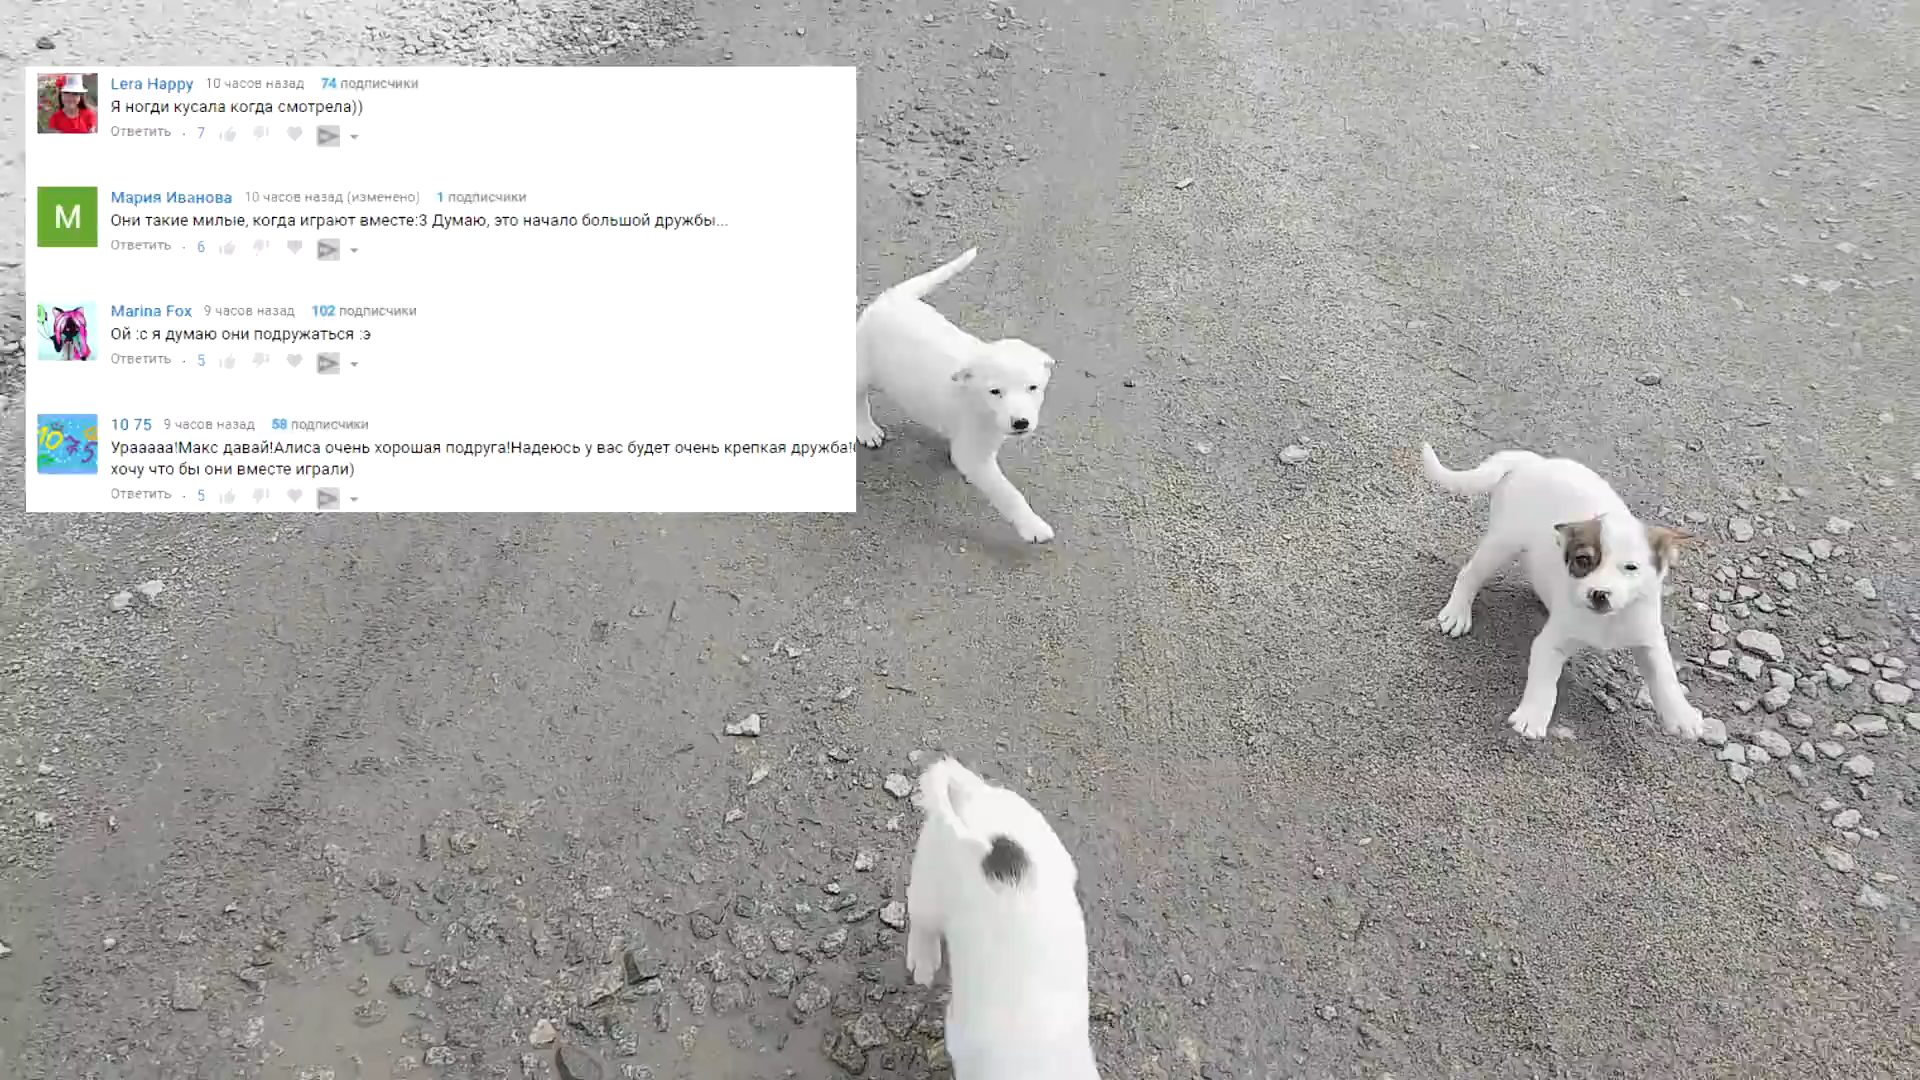 Lera Happy 10 часов назад 74 подписчики
Я ногди кусала когда смотрела))
Ответить · 7
М
Мария Иванова 10 часов назад (изменено) 1 подписчики
Они такие милые, когда играют вместе:3 Думаю, это начало большой дружбы...
Ответить · 6
Marina Fox 9 часов назад 102 подписчики
Ой :с я думаю они подружаться :э
Ответить · 5
10 75
10 75 9 часов назад 58 подписчики
Урааааа!Макс давай!Алиса очень хорошая подруга!Надеюсь у вас будет очень крепкая дружба!
хочу что бы они вместе играли)
Ответить · 5